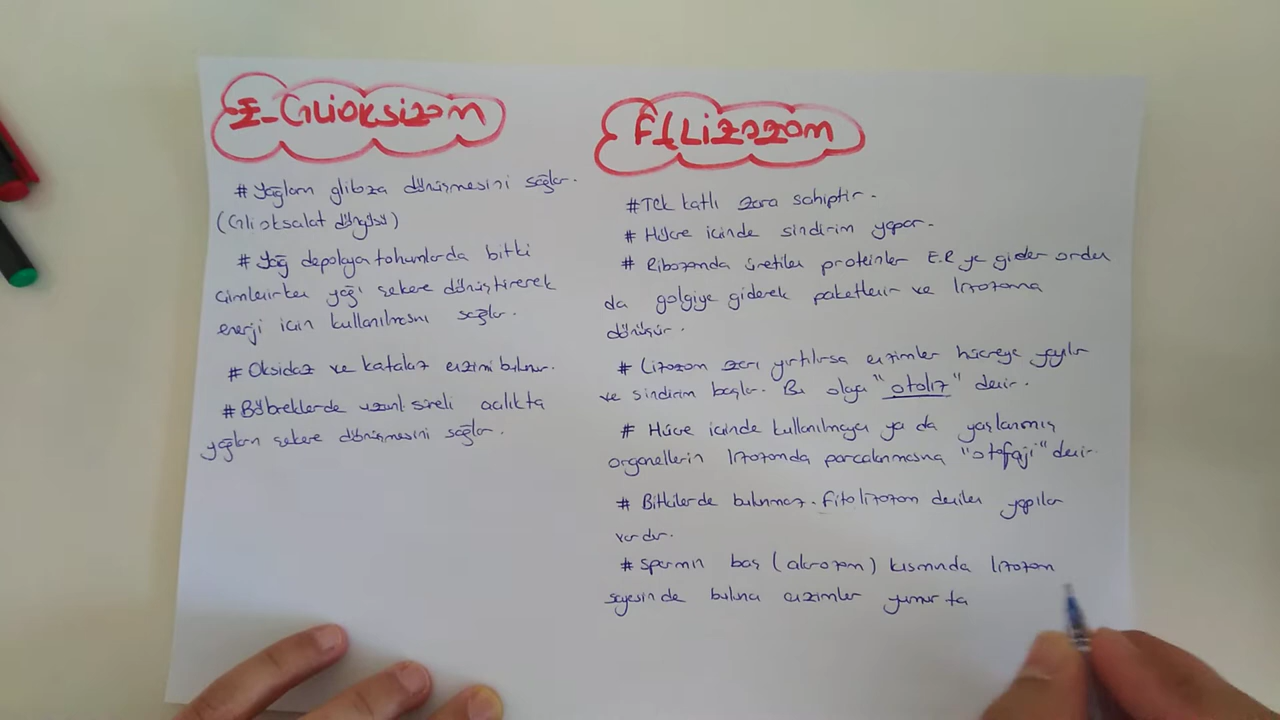 E- Glioksizom
# Yağların glikoza dönüşmesini sağlar.
(Glioksalat döngüsü)
# Yağ depolayan tohumlarda bitki
çimlenirken yağı şekere dönüştürerek
enerji için kullanılmasını sağlar.
# Oksidaz ve katalaz enzimi bulunur.
# Böbreklerde uzun süreli açlıkta
yağların şekere dönüşmesini sağlar.
F- Lizozom
# Tek katlı zara sahiptir.
# Hücre içinde sindirim yapar.
# Ribozomda üretilen proteinler E.R ye gider ordan
da golgiye giderek paketlenir ve lizozoma
dönüşür.
# Lizozom zarı yırtılırsa enzimler hücreye yayılır
ve sindirim başlar. Bu olaya "otoliz" denir.
# Hücre içinde kullanılmayan ya da yaşlanmış
organellerin lizozomda parçalanmasına "otofaji" denir.
# Bitkilerde bulunmaz. Fitolizozom denilen yapılar
vardır.
# Spermin baş (akrozom) kısmında lizozom
sayesinde bulunan enzimler yumurta